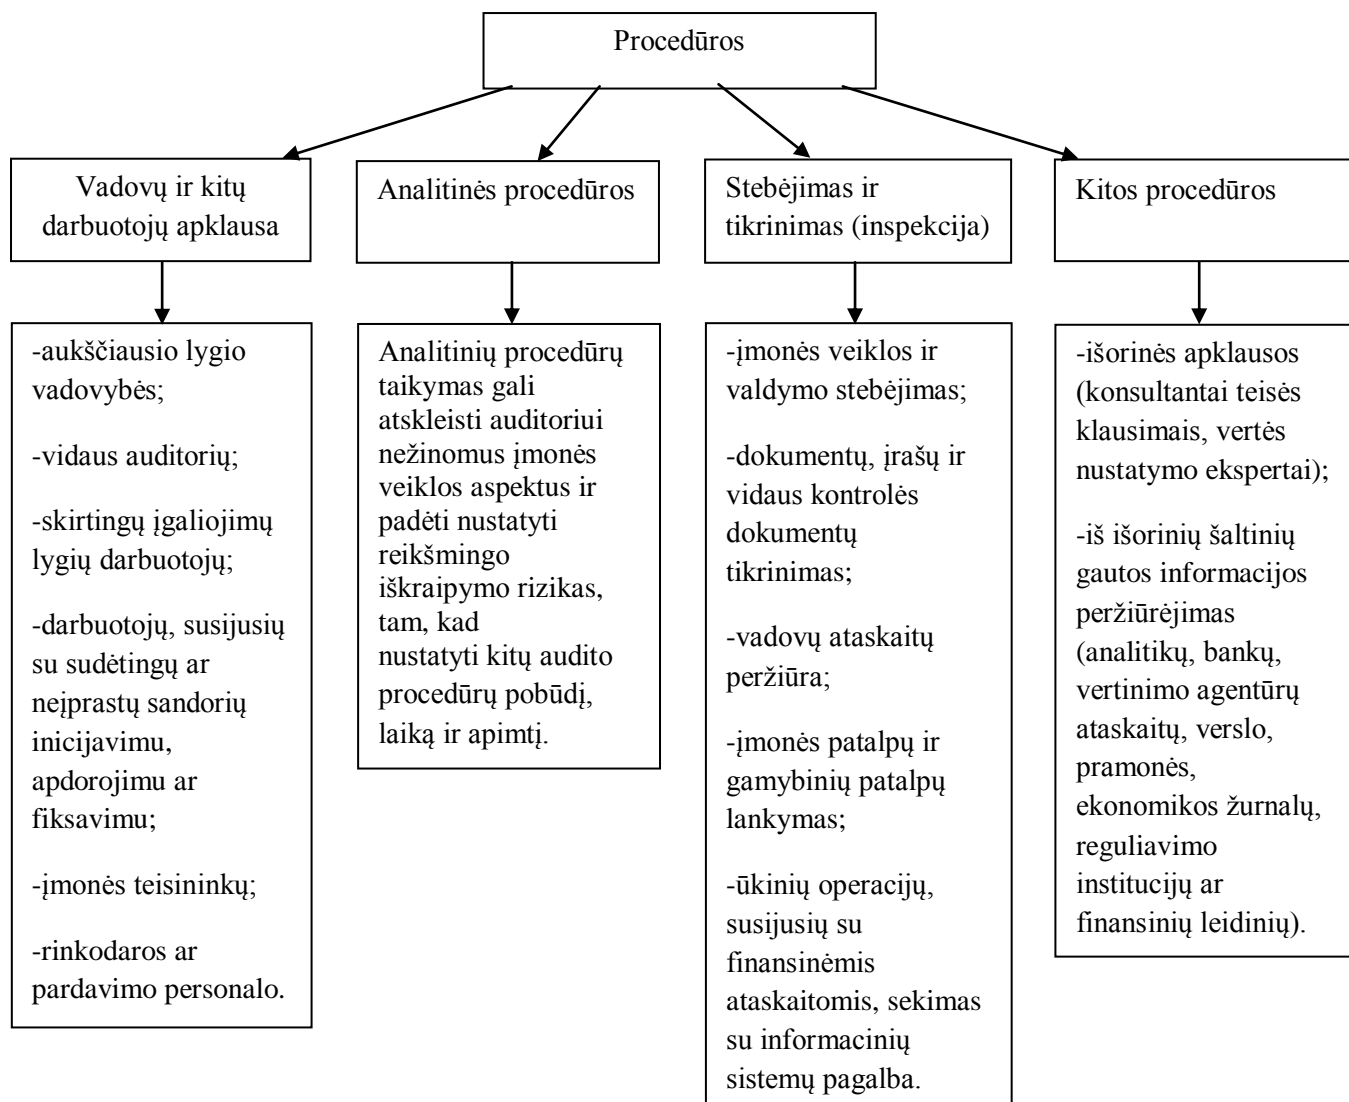 Procedūros
Vadovų ir kitų
darbuotojų apklausa
Analitinės procedūros
Stebėjimas ir
tikrinimas (inspekcija)
Kitos procedūros
-aukščiausio lygio
vadovybės;
-vidaus auditorių;
-skirtingų įgaliojimų
lygių darbuotojų;
-darbuotojų, susijusių
su sudėtingų ar
neįprastų sandorių
inicijavimu,
apdorojimu ar
fiksavimu;
-įmonės teisininkų;
-rinkodaros ar
pardavimo personalo.
Analitinių procedūrų
taikymas gali
atskleisti auditoriui
nežinomus įmonės
veiklos aspektus ir
padėti nustatyti
reikšmingo
iškraipymo rizikas,
tam, kad
nustatyti kitų audito
procedūrų pobūdį,
laiką ir apimtį.
-įmonės veiklos ir
valdymo stebėjimas;
-dokumentų, įrašų ir
vidaus kontrolės
dokumentų
tikrinimas;
-vadovų ataskaitų
peržiūra;
-įmonės patalpų ir
gamybinių patalpų
lankymas;
-ūkinių operacijų,
susijusių su
finansinėmis
ataskaitomis, sekimas
su informacinių
sistemų pagalba.
-išorinės apklausos
(konsultantai teisės
klausimais, vertės
nustatymo ekspertai);
-iš išorinių šaltinių
gautos informacijos
peržiūrėjimas
(analitikų, bankų,
vertinimo agentūrų
ataskaitų, verslo,
pramonės,
ekonomikos žurnalų,
reguliavimo
institucijų ar
finansinių leidinių).